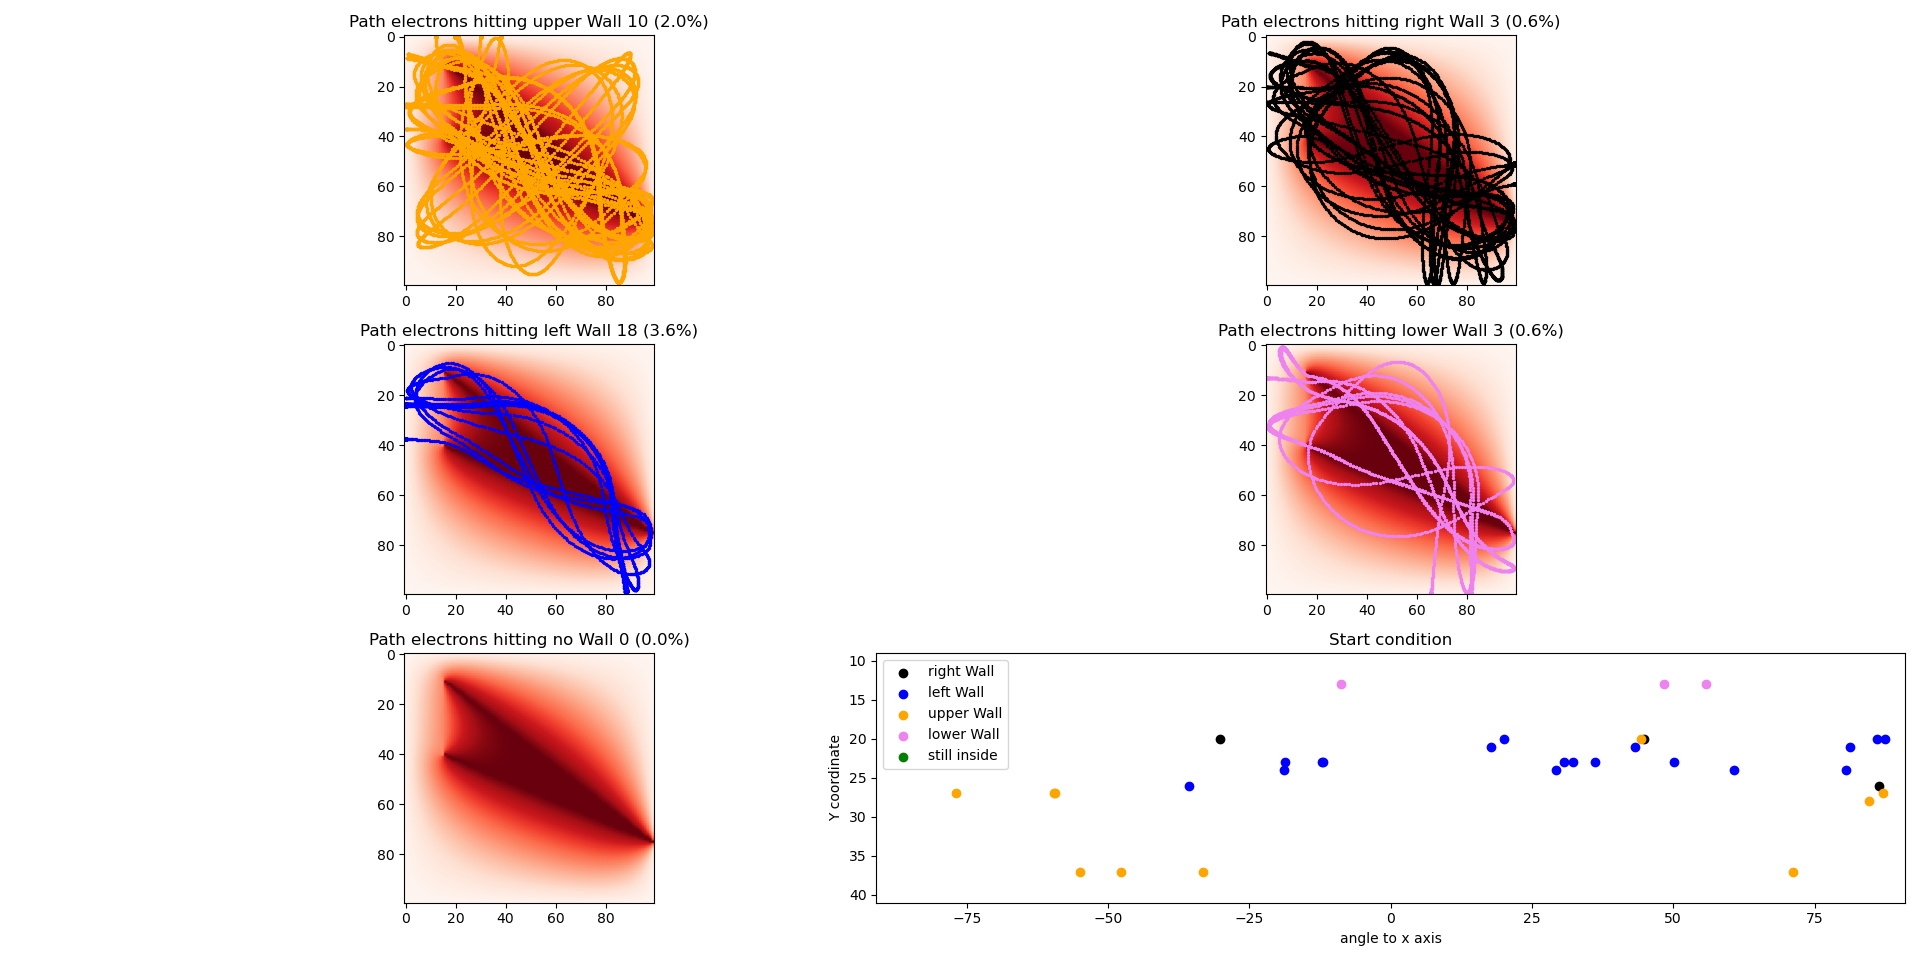 Path electrons hitting upper Wall 10 (2.0%)
0
20
40
60
80
0 20 40 60 80
Path electrons hitting right Wall 3 (0.6%)
0
20
40
60
80
0 20 40 60 80
Path electrons hitting left Wall 18 (3.6%)
0
20
40
60
80
0 20 40 60 80
Path electrons hitting lower Wall 3 (0.6%)
0
20
40
60
80
0 20 40 60 80
Path electrons hitting no Wall 0 (0.0%)
0
20
40
60
80
0 20 40 60 80
Start condition
right Wall
left Wall
upper Wall
lower Wall
still inside
Y coordinate
10
15
20
25
30
35
40
−75 −50 −25 0 25 50 75
angle to x axis